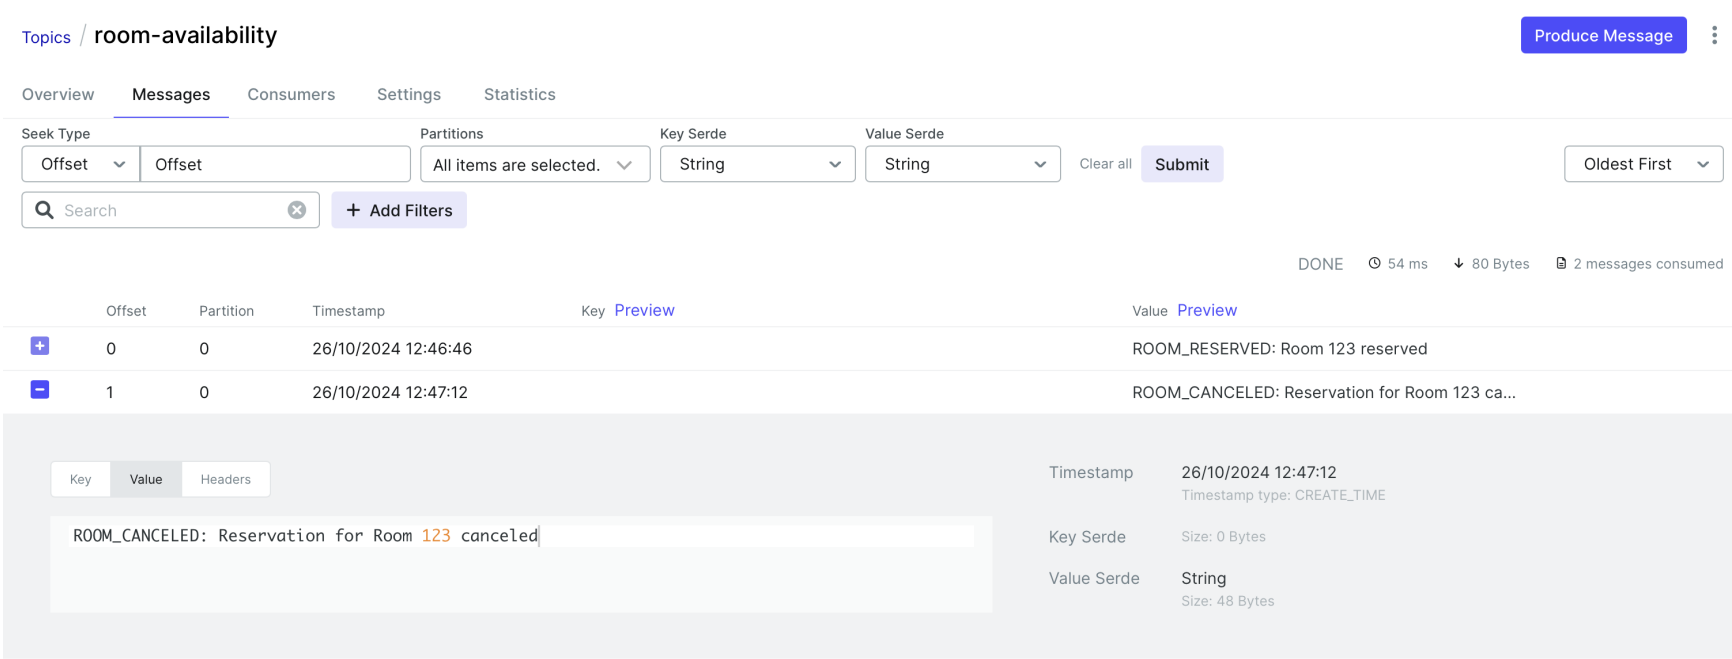 Topics / room-availability
Produce Message
Overview Messages Consumers Settings Statistics
Seek Type Partitions Key Serde Value Serde
Offset Offset All items are selected. String String Clear all Submit Oldest First
Search + Add Filters
DONE 54 ms 80 Bytes 2 messages consumed
Offset Partition Timestamp Key Preview Value Preview
0 0 26/10/2024 12:46:46 ROOM_RESERVED: Room 123 reserved
1 0 26/10/2024 12:47:12 ROOM_CANCELED: Reservation for Room 123 ca...
Key Value Headers
ROOM_CANCELED: Reservation for Room 123 canceled
Timestamp 26/10/2024 12:47:12
Timestamp type: CREATE_TIME
Key Serde Size: 0 Bytes
Value Serde String
Size: 48 Bytes